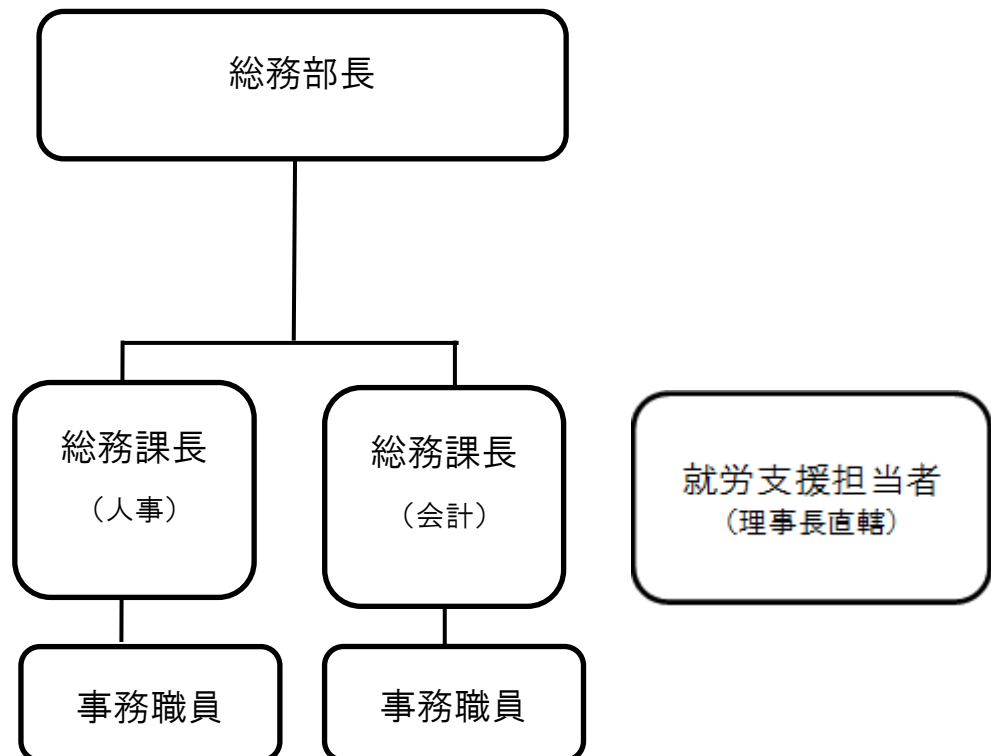 総務部長
総務課長
（人事）
総務課長
（会計）
就労支援担当者
（理事長直轄）
事務職員
事務職員